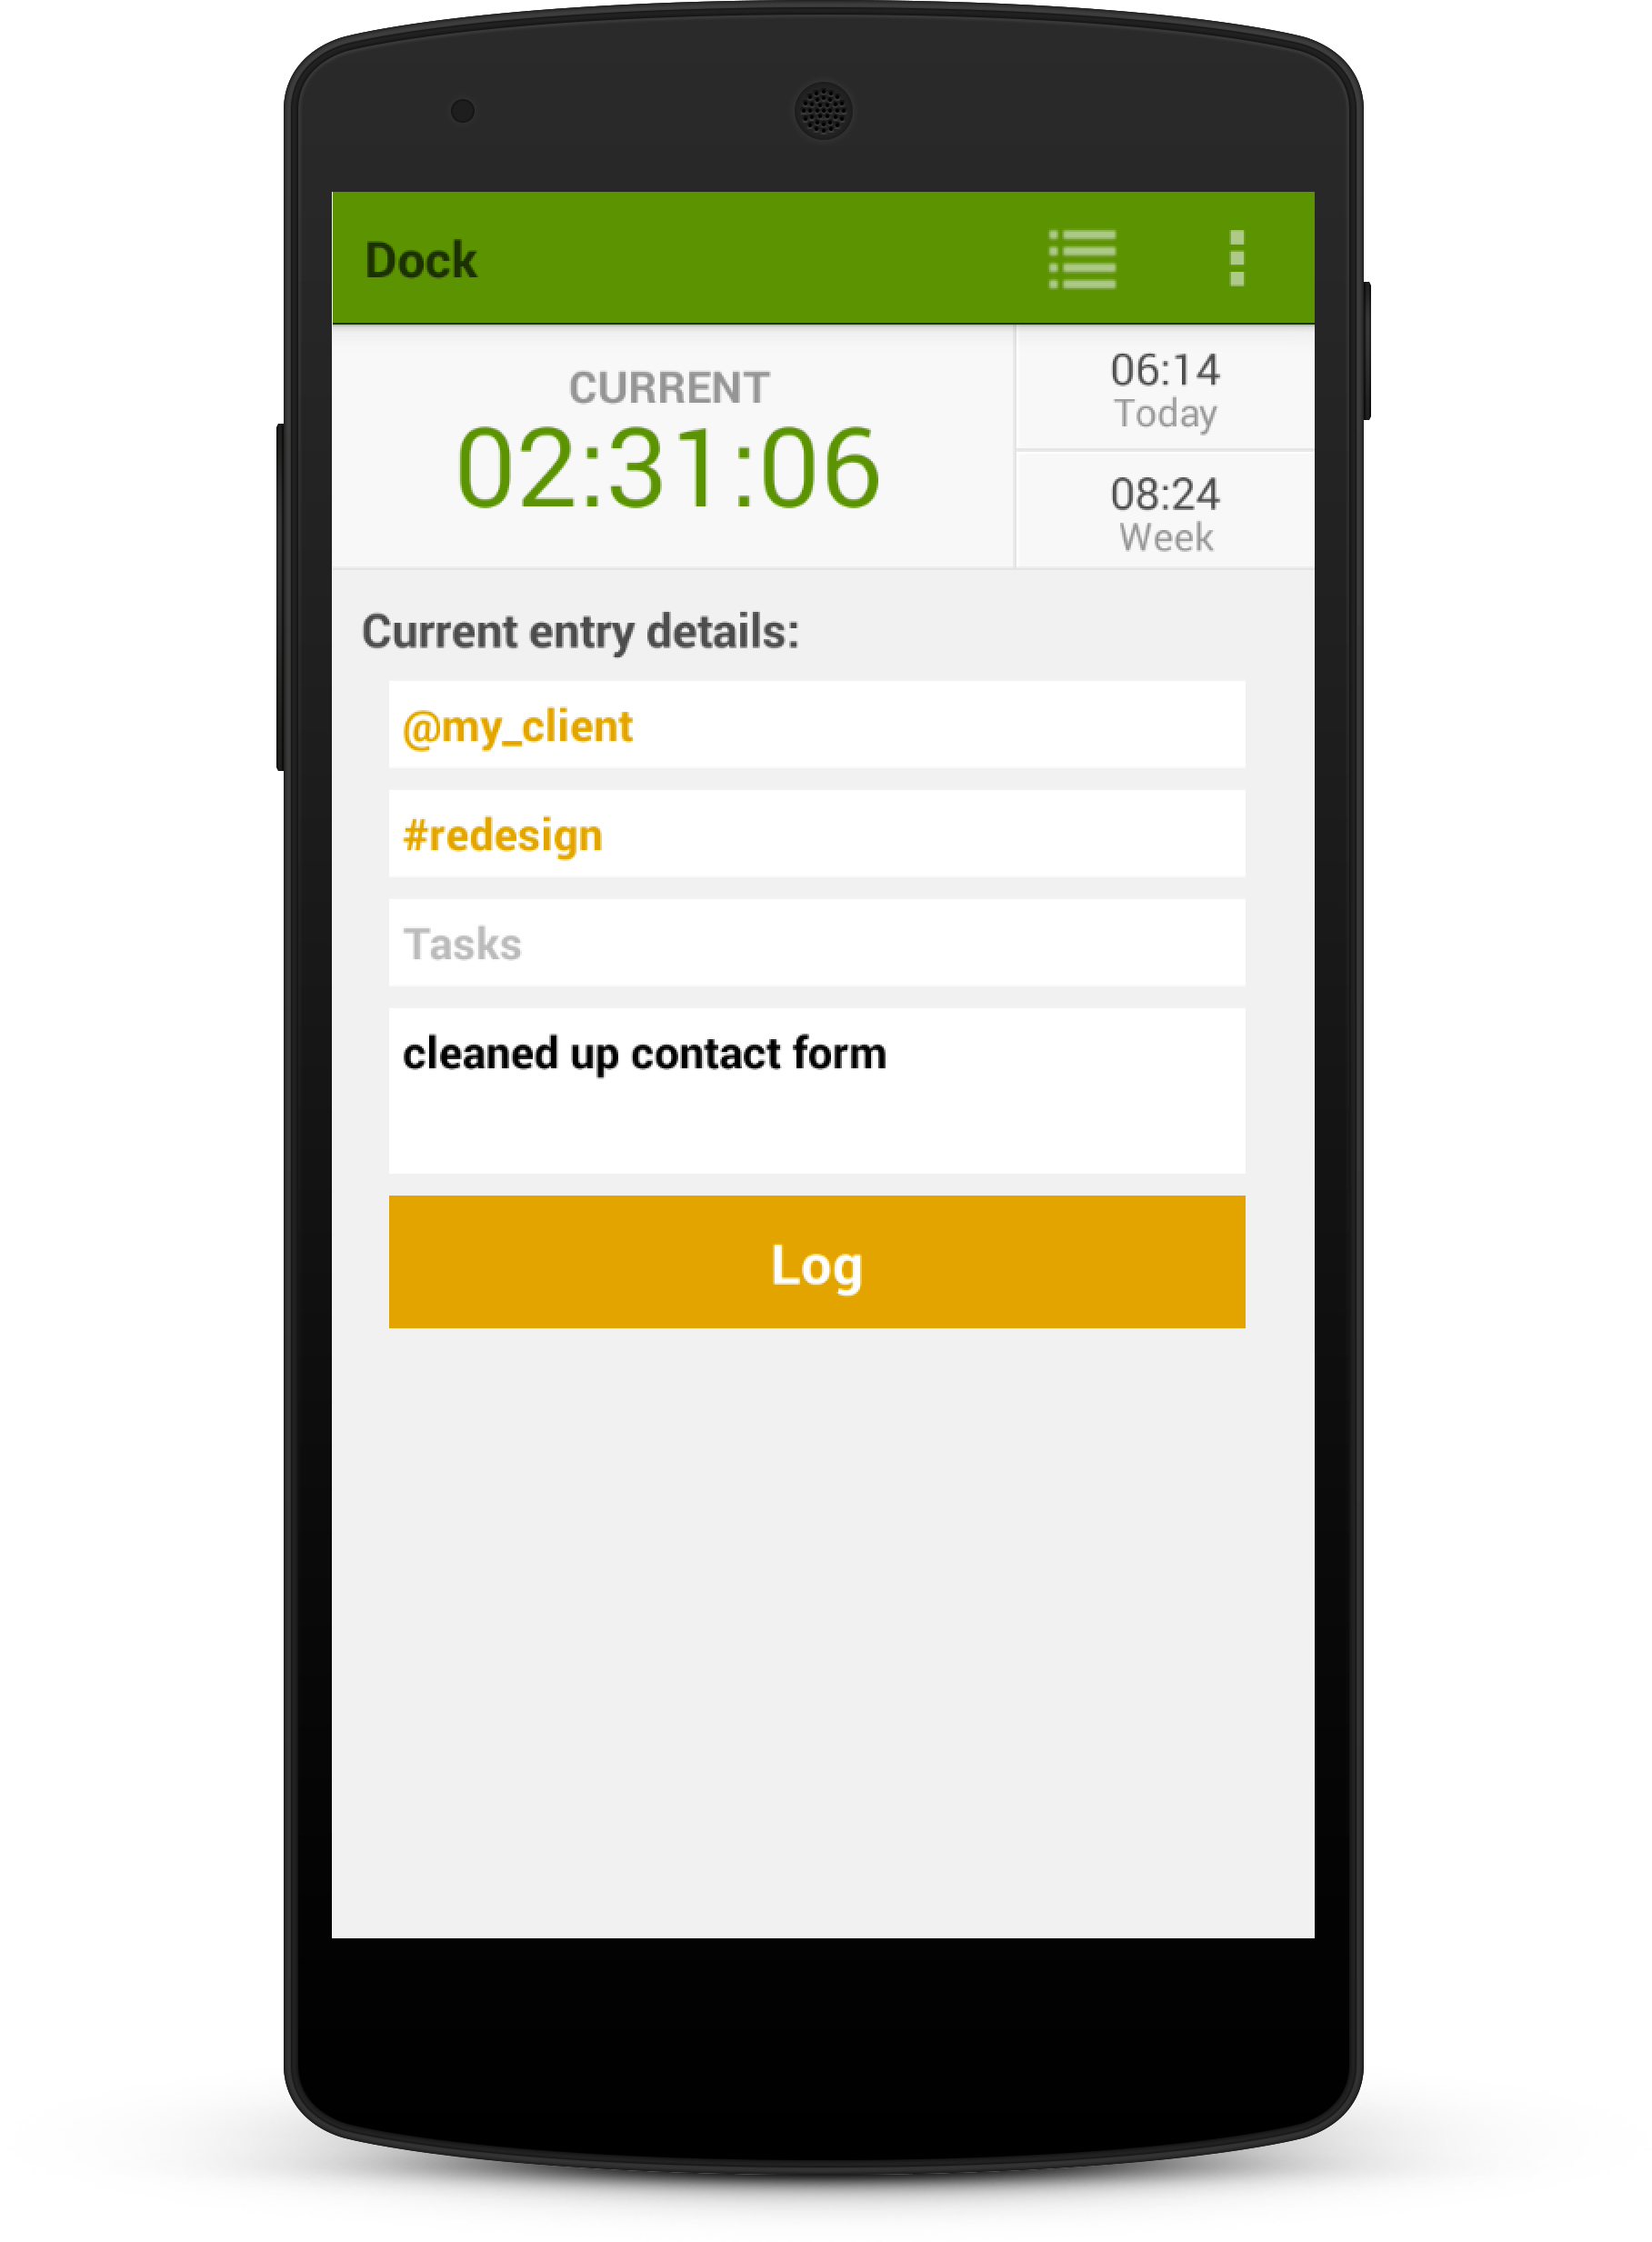 Dock
CURRENT
02:31:06
06:14
Today
08:24
Week
Current entry details:
@my_client
#redesign
Tasks
cleaned up contact form
Log